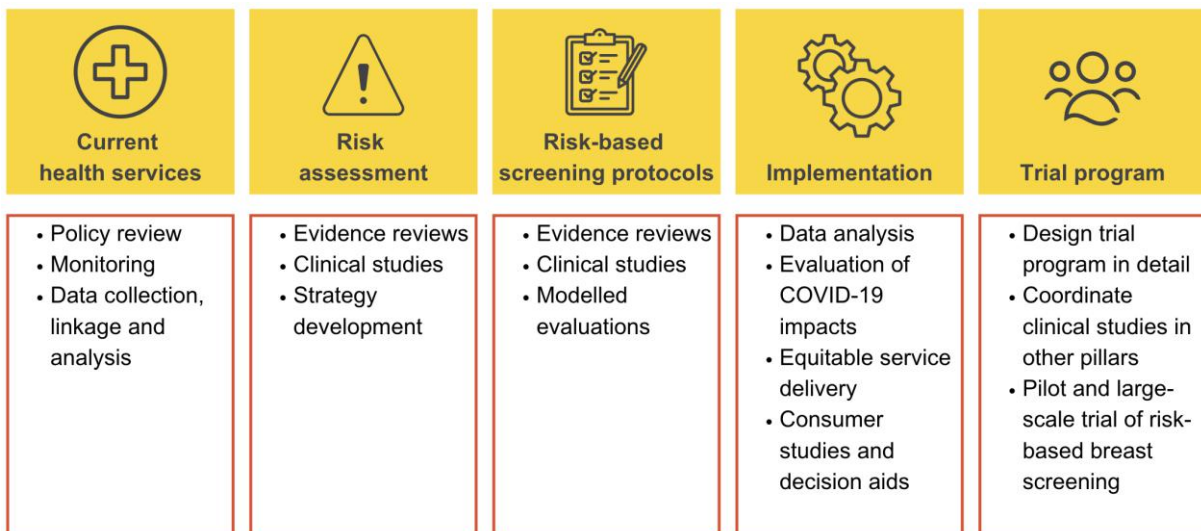 Current
health services
Risk
assessment
Risk-based
screening protocols
Implementation
Trial program
• Policy review
• Monitoring
• Data collection,
linkage and
analysis
• Evidence reviews
• Clinical studies
• Strategy
development
• Evidence reviews
• Clinical studies
• Modelled
evaluations
• Data analysis
• Evaluation of
COVID-19
impacts
• Equitable service
delivery
• Consumer
studies and
decision aids
• Design trial
program in detail
• Coordinate
clinical studies in
other pillars
• Pilot and large-
scale trial of risk-
based breast
screening